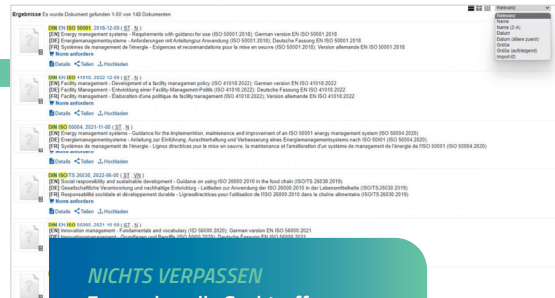 Ergebnisse Es wurde Dokument gefunden 1-50 von 148 Dokumenten
Relevanz
Relevanz
Name
Name (Z-A)
Datum
Datum (ältere zuerst)
Größe
Größe (aufsteigend)
Import-ID
DIN EN ISO 50001, 2018-12-00 ( ST , N )
[EN] Energy management systems - Requirements with guidance for use (ISO 50001:2018); German version EN ISO 50001:2018
[DE] Energiemanagementsysteme - Anforderungen mit Anleitung zur Anwendung (ISO 50001:2018); Deutsche Fassung EN ISO 50001:2018
[FR] Systèmes de management de l'énergie - Exigences et recommandations pour la mise en oeuvre (ISO 50001:2018); Version allemande EN ISO 50001:2018
Norm anfordern
Details Teilen Hochladen
DIN EN ISO 41018, 2022-12-00 ( ST , N )
[EN] Facility management - Development of a facility management policy (ISO 41018:2022); German version EN ISO 41018:2022
[DE] Facility Management - Entwicklung einer Facility-Management-Politik (ISO 41018:2022); Deutsche Fassung EN ISO 41018:2022
[FR] Facility management - Élaboration d'une politique de facility management (ISO 41018:2022); Version allemande EN ISO 41018:2022
Norm anfordern
Details Teilen Hochladen
DIN ISO 50004, 2021-11-00 ( ST , N )
[EN] Energy management systems - Guidance for the implementation, maintenance and improvement of an ISO 50001 energy management system (ISO 50004:2020)
[DE] Energiemanagementsysteme - Anleitung zur Einführung, Aufrechterhaltung und Verbesserung eines Energiemanagementsystems nach ISO 50001 (ISO 50004:2020)
[FR] Systèmes de management de l'énergie - Lignes directrices pour la mise en oeuvre, la maintenance et l'amélioration d'un système de management de l'énergie de l'ISO 50001 (ISO 50004:2020)
Norm anfordern
Details Teilen Hochladen
DIN ISO/TS 26030, 2022-06-00 ( ST , VN )
[EN] Social responsibility and sustainable development - Guidance on using ISO 26000:2010 in the food chain (ISO/TS 26030:2019)
[DE] Gesellschaftliche Verantwortung und nachhaltige Entwicklung - Leitfaden zur Anwendung der ISO 26000:2010 in der Lebensmittelkette (ISO/TS 26030:2019)
[FR] Responsabilité sociétale et développement durable - Lignes directrices pour l'utilisation de l'ISO 26000:2010 dans la chaîne alimentaire (ISO/TS 26030:2019)
Norm anfordern
Details Teilen Hochladen
[EN] Innovation management - Fundamentals and vocabulary (ISO 56000:2020); German version EN ISO 56000:2021
NICHTS VERPASSEN